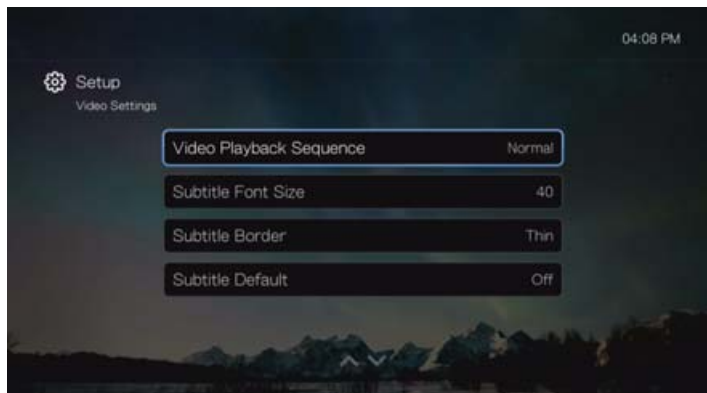 04:08 PM
Setup
Video Settings
Video Playback Sequence Normal
Subtitle Font Size 40
Subtitle Border Thin
Subtitle Default Off